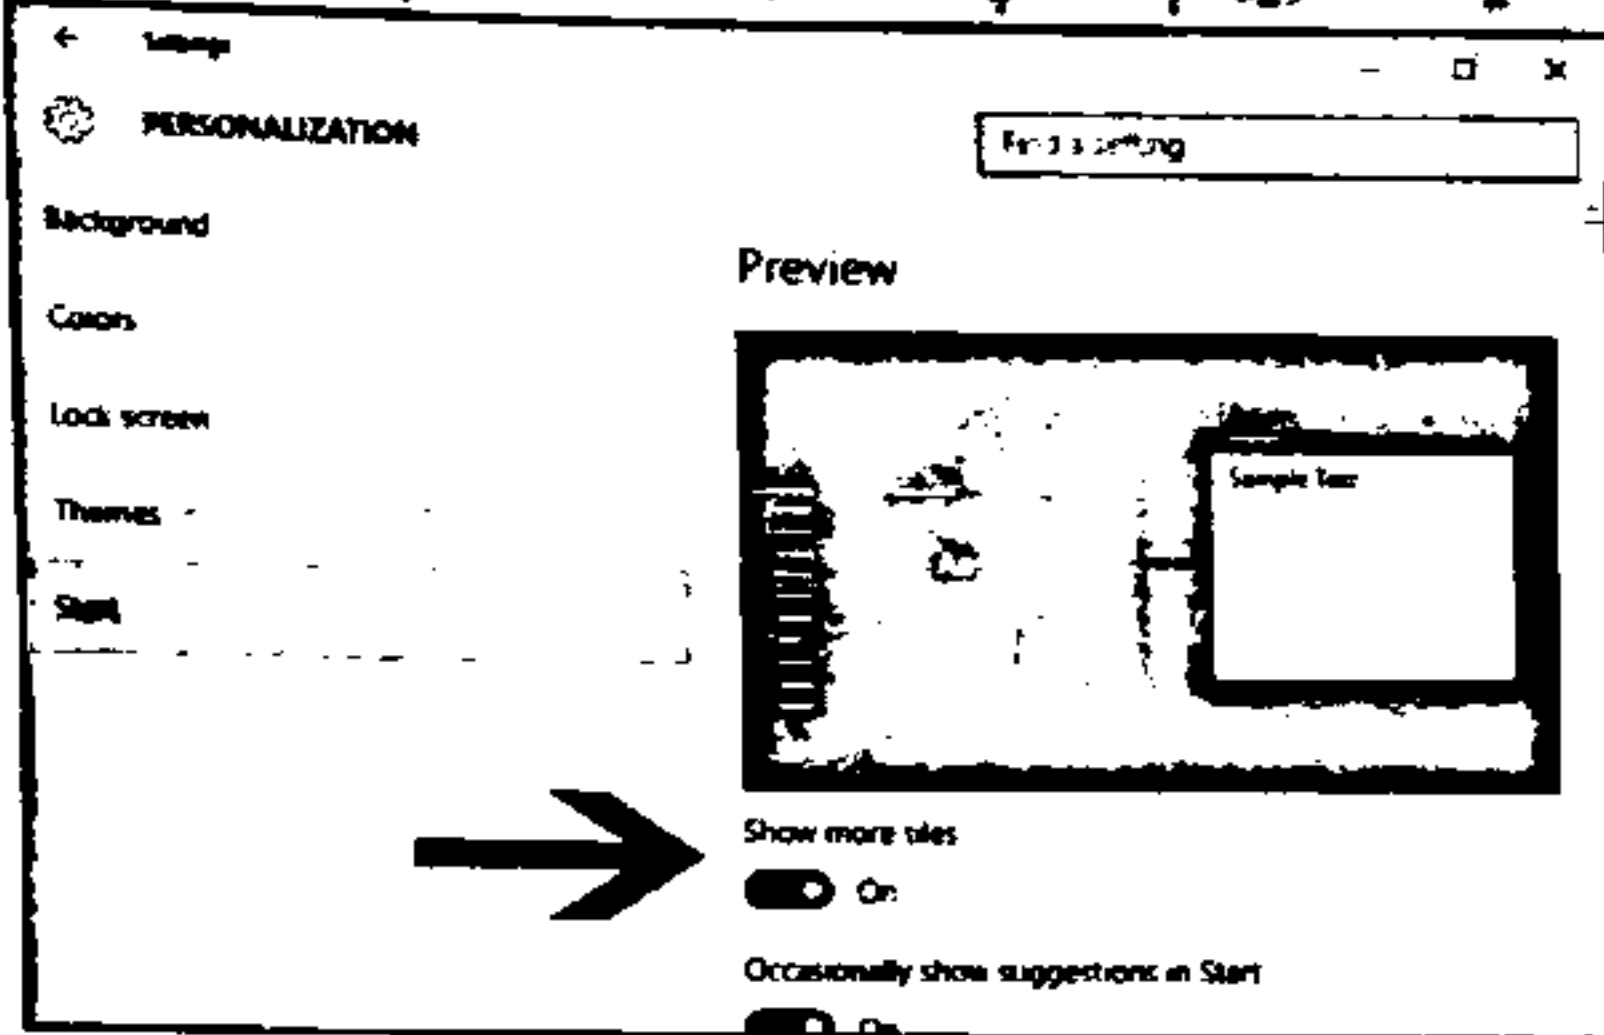 Settings
PERSONALIZATION
Find a setting
Background
Preview
Colors
Lock screen
Sample Text
Themes
Start
Show more tiles
On
Occasionally show suggestions in Start
On